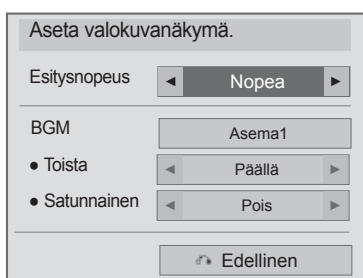 Aseta valokuvanäkymä.
Esitysnopeus ◄ Nopea ►
BGM Asema1
● Toista ◄ Päällä ►
● Satunnainen ◄ Pois ►
Edellinen